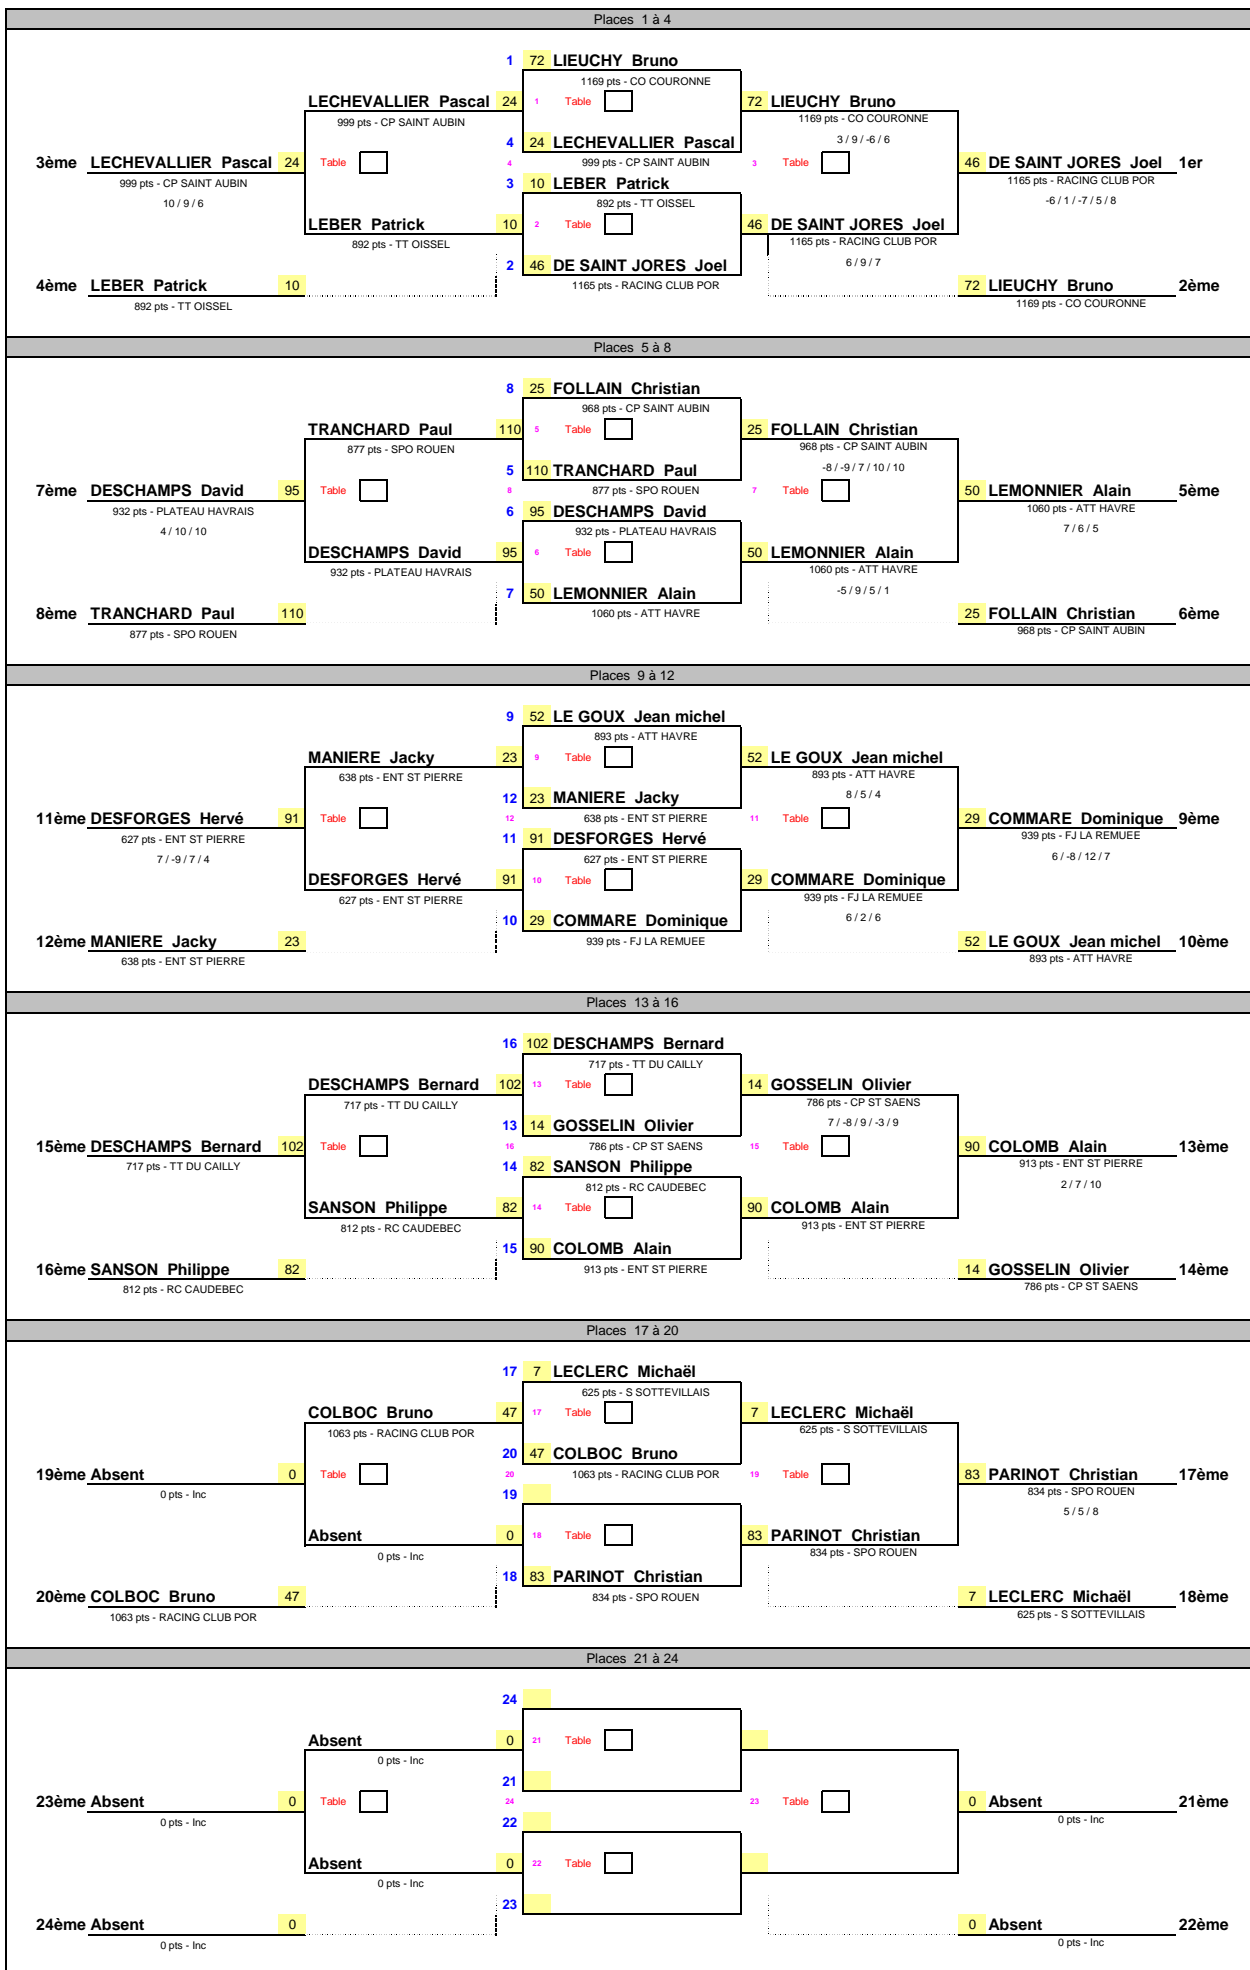 Places 1 à 4
1 72 LIEUCHY Bruno
1169 pts - CO COURONNE
LECHEVALLIER Pascal 24 1 Table 72 LIEUCHY Bruno
999 pts - CP SAINT AUBIN 1169 pts - CO COURONNE
4 24 LECHEVALLIER Pascal 3 / 9 / -6 / 6
3ème LECHEVALLIER Pascal 24 Table 4 999 pts - CP SAINT AUBIN 3 Table 46 DE SAINT JORES Joel 1er
999 pts - CP SAINT AUBIN 3 10 LEBER Patrick 1165 pts - RACING CLUB POR
10 / 9 / 6 892 pts - TT OISSEL -6 / 1 / -7 / 5 / 8
LEBER Patrick 10 2 Table 46 DE SAINT JORES Joel
892 pts - TT OISSEL 1165 pts - RACING CLUB POR
2 46 DE SAINT JORES Joel 6 / 9 / 7
4ème LEBER Patrick 10 1165 pts - RACING CLUB POR 72 LIEUCHY Bruno 2ème
892 pts - TT OISSEL 1169 pts - CO COURONNE
Places 5 à 8
8 25 FOLLAIN Christian
968 pts - CP SAINT AUBIN
TRANCHARD Paul 110 5 Table 25 FOLLAIN Christian
877 pts - SPO ROUEN 968 pts - CP SAINT AUBIN
5 110 TRANCHARD Paul -8 / -9 / 7 / 10 / 10
7ème DESCHAMPS David 95 Table 8 877 pts - SPO ROUEN 7 Table 50 LEMONNIER Alain 5ème
932 pts - PLATEAU HAVRAIS 6 95 DESCHAMPS David 1060 pts - ATT HAVRE
4 / 10 / 10 932 pts - PLATEAU HAVRAIS 7 / 6 / 5
DESCHAMPS David 95 6 Table 50 LEMONNIER Alain
932 pts - PLATEAU HAVRAIS 1060 pts - ATT HAVRE
7 50 LEMONNIER Alain -5 / 9 / 5 / 1
8ème TRANCHARD Paul 110 1060 pts - ATT HAVRE 25 FOLLAIN Christian 6ème
877 pts - SPO ROUEN 968 pts - CP SAINT AUBIN
Places 9 à 12
9 52 LE GOUX Jean michel
893 pts - ATT HAVRE
MANIERE Jacky 23 9 Table 52 LE GOUX Jean michel
638 pts - ENT ST PIERRE 893 pts - ATT HAVRE
12 23 MANIERE Jacky 8 / 5 / 4
11ème DESFORGES Hervé 91 Table 12 638 pts - ENT ST PIERRE 11 Table 29 COMMARE Dominique 9ème
627 pts - ENT ST PIERRE 11 91 DESFORGES Hervé 939 pts - FJ LA REMUEE
7 / -9 / 7 / 4 627 pts - ENT ST PIERRE 6 / -8 / 12 / 7
DESFORGES Hervé 91 10 Table 29 COMMARE Dominique
627 pts - ENT ST PIERRE 939 pts - FJ LA REMUEE
10 29 COMMARE Dominique 6 / 2 / 6
12ème MANIERE Jacky 23 939 pts - FJ LA REMUEE 52 LE GOUX Jean michel 10ème
638 pts - ENT ST PIERRE 893 pts - ATT HAVRE
Places 13 à 16
16 102 DESCHAMPS Bernard
717 pts - TT DU CAILLY
DESCHAMPS Bernard 102 13 Table 14 GOSSELIN Olivier
717 pts - TT DU CAILLY 786 pts - CP ST SAENS
13 14 GOSSELIN Olivier 7 / -8 / 9 / -3 / 9
15ème DESCHAMPS Bernard 102 Table 16 786 pts - CP ST SAENS 15 Table 90 COLOMB Alain 13ème
717 pts - TT DU CAILLY 14 82 SANSON Philippe 913 pts - ENT ST PIERRE
812 pts - RC CAUDEBEC 2 / 7 / 10
SANSON Philippe 82 14 Table 90 COLOMB Alain
812 pts - RC CAUDEBEC 913 pts - ENT ST PIERRE
15 90 COLOMB Alain
16ème SANSON Philippe 82 913 pts - ENT ST PIERRE 14 GOSSELIN Olivier 14ème
812 pts - RC CAUDEBEC 786 pts - CP ST SAENS
Places 17 à 20
17 7 LECLERC Michaël
625 pts - S SOTTEVILLAIS
COLBOC Bruno 47 17 Table 7 LECLERC Michaël
1063 pts - RACING CLUB POR 625 pts - S SOTTEVILLAIS
20 47 COLBOC Bruno
19ème Absent 0 Table 20 1063 pts - RACING CLUB POR 19 Table 83 PARINOT Christian 17ème
0 pts - Inc 19 834 pts - SPO ROUEN
5 / 5 / 8
Absent 0 18 Table 83 PARINOT Christian
0 pts - Inc 834 pts - SPO ROUEN
18 83 PARINOT Christian
20ème COLBOC Bruno 47 834 pts - SPO ROUEN 7 LECLERC Michaël 18ème
1063 pts - RACING CLUB POR 625 pts - S SOTTEVILLAIS
Places 21 à 24
24
Absent 0 21 Table
0 pts - Inc
21
23ème Absent 0 Table 24 23 Table 0 Absent 21ème
0 pts - Inc 22 0 pts - Inc
Absent 0 22 Table
0 pts - Inc
23
24ème Absent 0 0 Absent 22ème
0 pts - Inc 0 pts - Inc